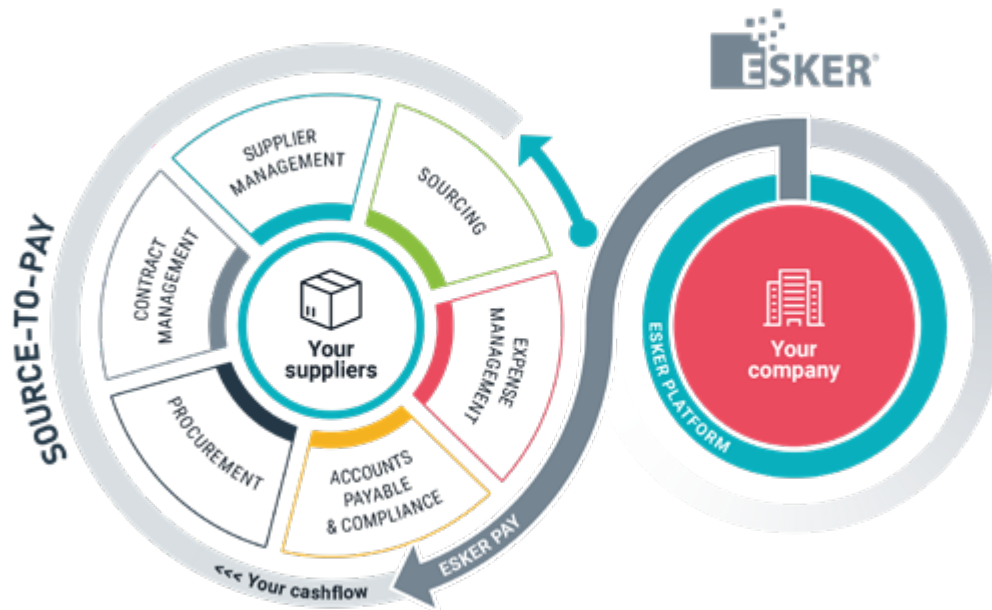 ESKER®
SOURCE-TO-PAY
SUPPLIER
MANAGEMENT
SOURCING
CONTRACT
MANAGEMENT
Your
suppliers
EXPENSE
MANAGEMENT
PROCUREMENT
ACCOUNTS
PAYABLE
& COMPLIANCE
<<< Your cashflow
ESKER PAY
Your
company
ESKER PLATFORM